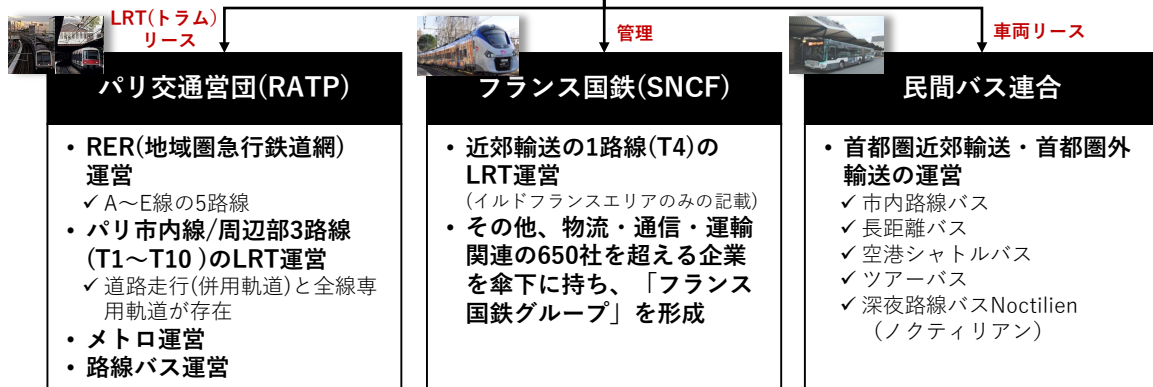 LRT(トラム)
リース
管理
車両リース
パリ交通営団(RATP)
• RER(地域圏急行鉄道網)
運営
✓ A～E線の5路線
• パリ市内線/周辺部3路線
(T1～T10 )のLRT運営
✓ 道路走行(併用軌道)と全線専
用軌道が存在
• メトロ運営
• 路線バス運営
フランス国鉄(SNCF)
• 近郊輸送の1路線(T4)の
LRT運営
(イルドフランスエリアのみの記載)
• その他、物流・通信・運輸
関連の650社を超える企業
を傘下に持ち、「フランス
国鉄グループ」を形成
民間バス連合
• 首都圏近郊輸送・首都圏外
輸送の運営
✓ 市内路線バス
✓ 長距離バス
✓ 空港シャトルバス
✓ ツアーバス
✓ 深夜路線バスNoctilien
（ノクティリアン）